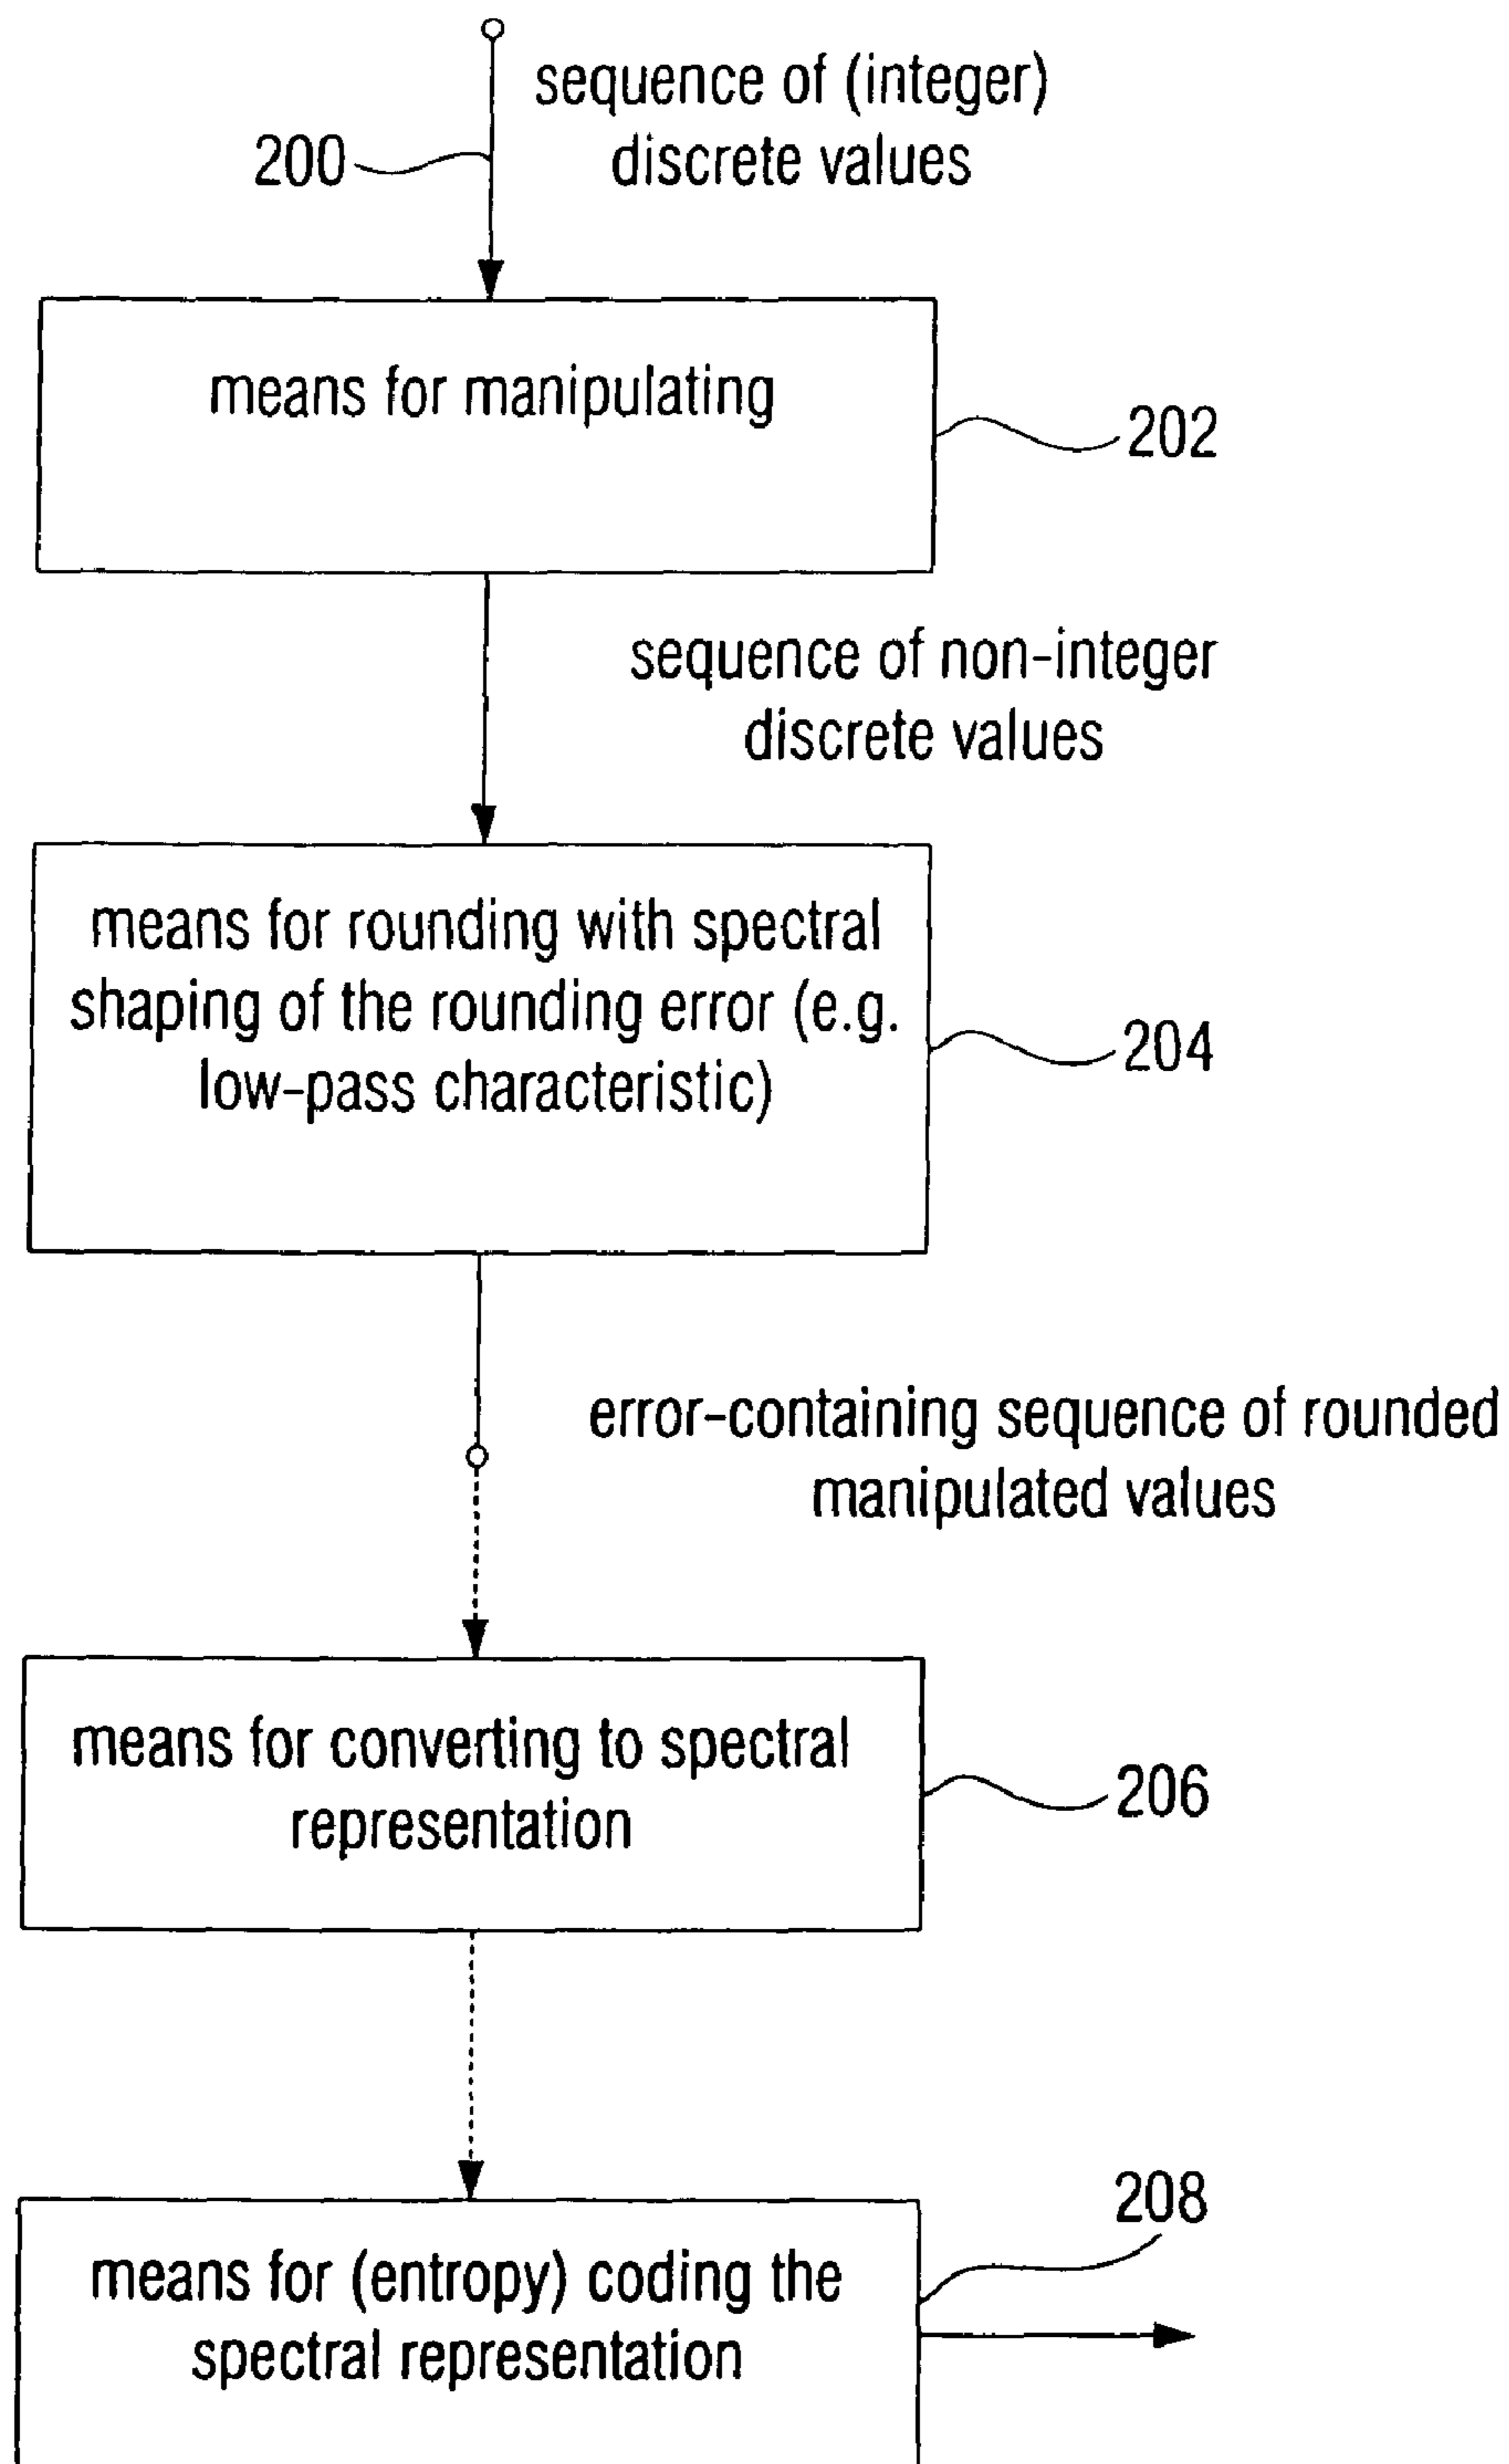 sequence of (integer)
discrete values
200
means for manipulating
202
sequence of non-integer
discrete values
means for rounding with spectral
shaping of the rounding error (e.g.
low-pass characteristic)
204
error-containing sequence of rounded
manipulated values
means for converting to spectral
representation
206
208
means for (entropy) coding the
spectral representation